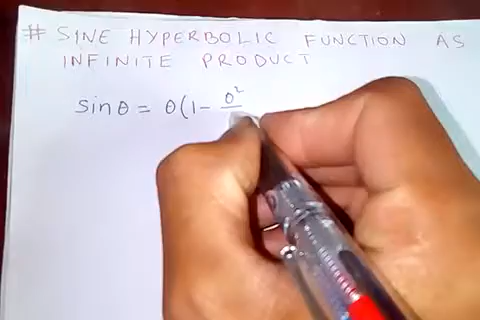 # SINE HYPERBOLIC FUNCTION AS
INFINITE PRODUCT
sinθ = θ(1 - θ²/